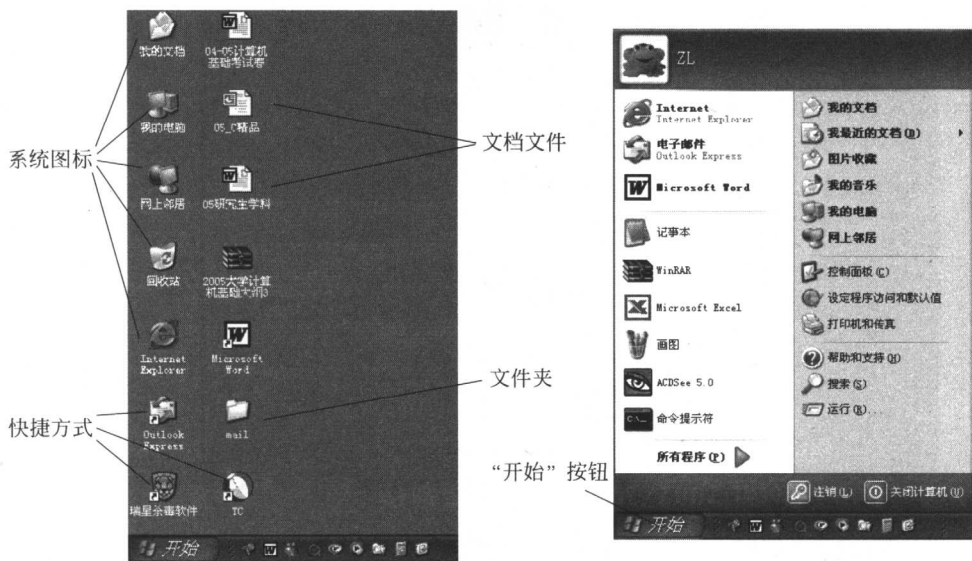 我的文档
04-05计算机
基础考试卷
我的电脑
05_C精品
网上邻居
05研究生学科
回收站
2005大学计算
机基础大纲3
Internet
Explorer
Microsoft
Word
Outlook
Express
mail
瑞星杀毒软件
TC
开始
系统图标
快捷方式
文档文件
文件夹
“开始”按钮
ZL
Internet
Internet Explorer
电子邮件
Outlook Express
Microsoft Word
记事本
WinRAR
Microsoft Excel
画图
ACDSee 5.0
命令提示符
所有程序(P)
我的文档
我最近的文档(D)
图片收藏
我的音乐
我的电脑
网上邻居
控制面板(C)
设定程序访问和默认值
打印机和传真
帮助和支持(H)
搜索(S)
运行(R)...
注销(L)
关闭计算机(U)
开始